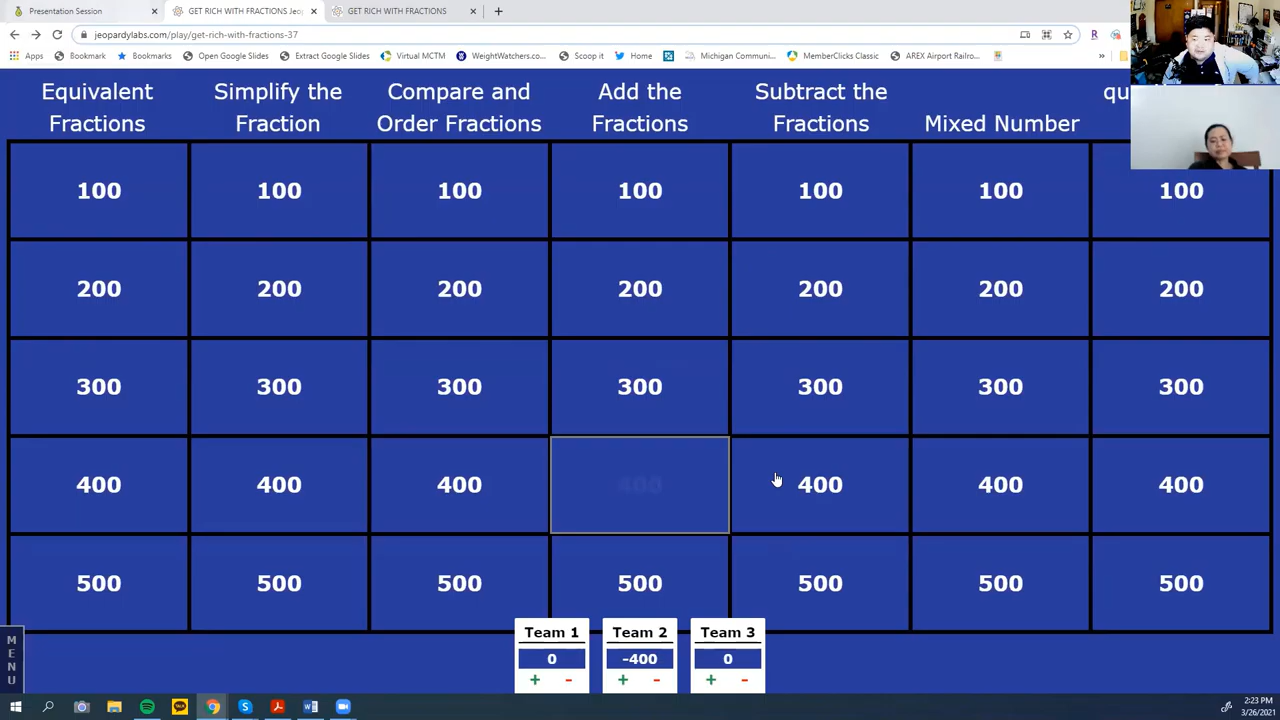 Presentation Session
GET RICH WITH FRACTIONS Jeop
GET RICH WITH FRACTIONS
jeopardylabs.com/play/get-rich-with-fractions-37
Apps
Bookmark
Bookmarks
Open Google Slides
Extract Google Slides
Virtual MCTM
WeightWatchers.co...
Scoop it
Home
Michigan Communi...
MemberClicks Classic
AREX Airport Railro...
»
Equivalent Fractions
Simplify the Fraction
Compare and Order Fractions
Add the Fractions
Subtract the Fractions
Mixed Number
100 100 100 100 100 100 100
200 200 200 200 200 200 200
300 300 300 300 300 300 300
400 400 400 400 400 400 400
500 500 500 500 500 500 500
MENU
Team 1 Team 2 Team 3
0 -400 0
+ - + - + -
2:23 PM
3/26/2021